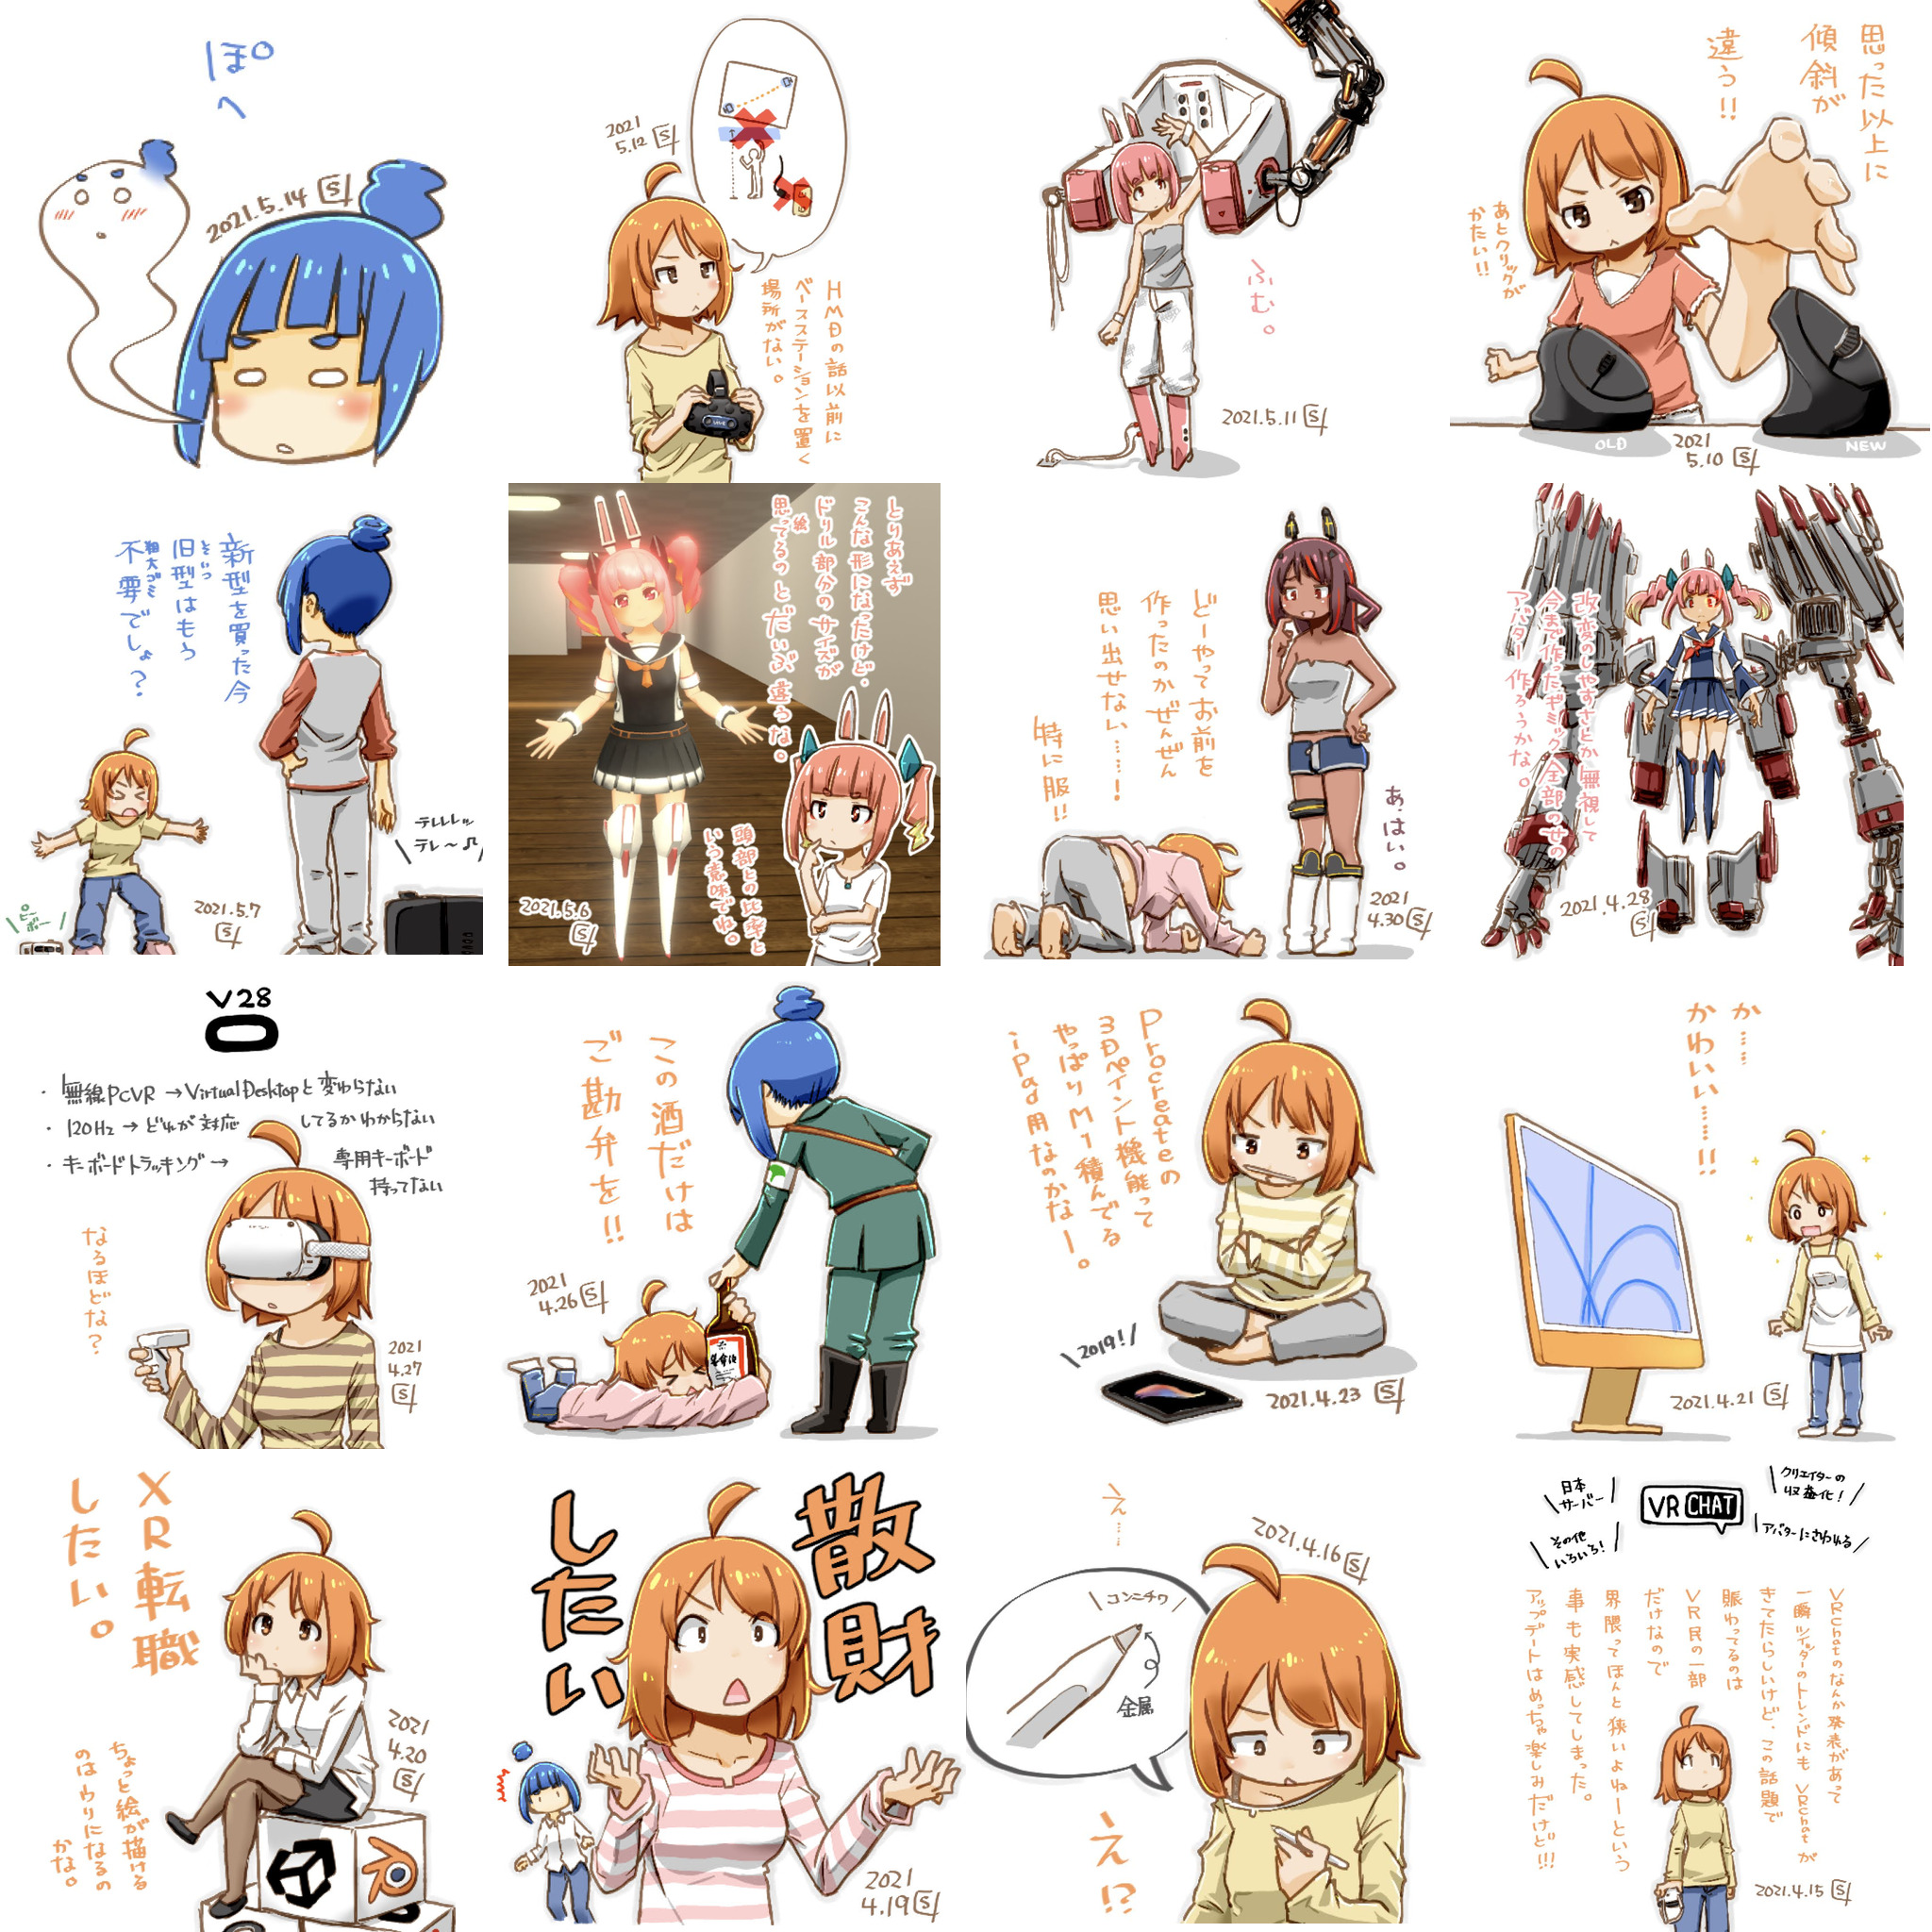 ぽへ
2021.5.14
2021
5.12
HMDの話以前に
ベースステーションを置く
場所がない。
ふむ。
2021.5.11
思った以上に
傾斜が
違う!!
あとクリックが
かたい!!
OLD
2021
5.10
NEW
新型を買った今
旧型はもう
そいつ
不要でしょ?
粗大ゴミ
テレレレッ
テレ〜♫
2021.5.7
とりあえず
こんな形になったけど、
ドリル部分のサイズが
思ってるのとだいぶ違うな。
絵
頭部との比率と
いう意味でね。
2021.5.6
どーやってお前を
作ったのかぜんぜん
思い出せない……!
特に服!!
あ、はい。
2021
4.30
改変のしやすさとか無視して
今まで作ったギミック全部のせの
アバター作ろうかな。
2021.4.28
V28
・無線PCVR→VirtualDesktopと変わらない
・120Hz→どれが対応してるかわからない
・キーボードトラッキング→専用キーボード
持ってない
なるほどな?
2021
4.27
この酒だけは
ご勘弁を!!
2021
4.26
Procreateの
3Dペイント機能って
やっぱりM1積んでる
iPad用なのかなー。
2019!
2021.4.23
か……
かわいい……!!
2021.4.21
XR転職
したい。
ちょっと絵が描ける
のはウリになるの
かな。
2021
4.20
散財
したい
2021
4.19
え……
2021.4.16
コンニチワ
金属
え!?
日本
サーバー
VRCHAT
クリエイターの
収益化!
その他
いろいろ!
アバターにさわれる
VRChatのなんか発表があって
一瞬ツイッターのトレンドにもVRChatが
きてたらしいけど、この話題で
賑わってるのは
VR民の一部
だけなので
界隈ってほんと狭いよねーという
事も実感してしまった。
アップデートはめっちゃ楽しみだけど!!!
2021.4.15